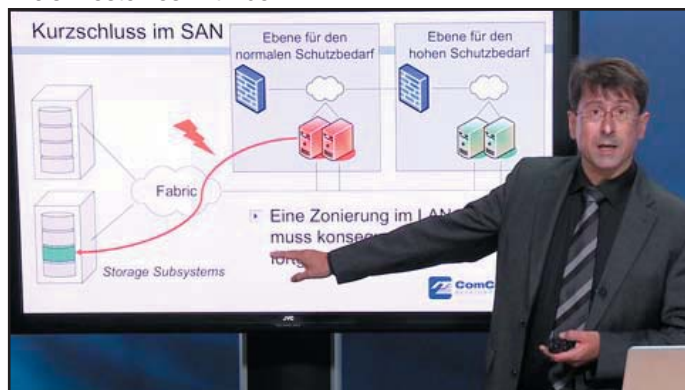 Kurzschluss im SAN
Ebene für den
normalen Schutzbedarf
Ebene für den
hohen Schutzbedarf
Fabric
Eine Zonierung im LAN
muss
Storage Subsystems
JVC